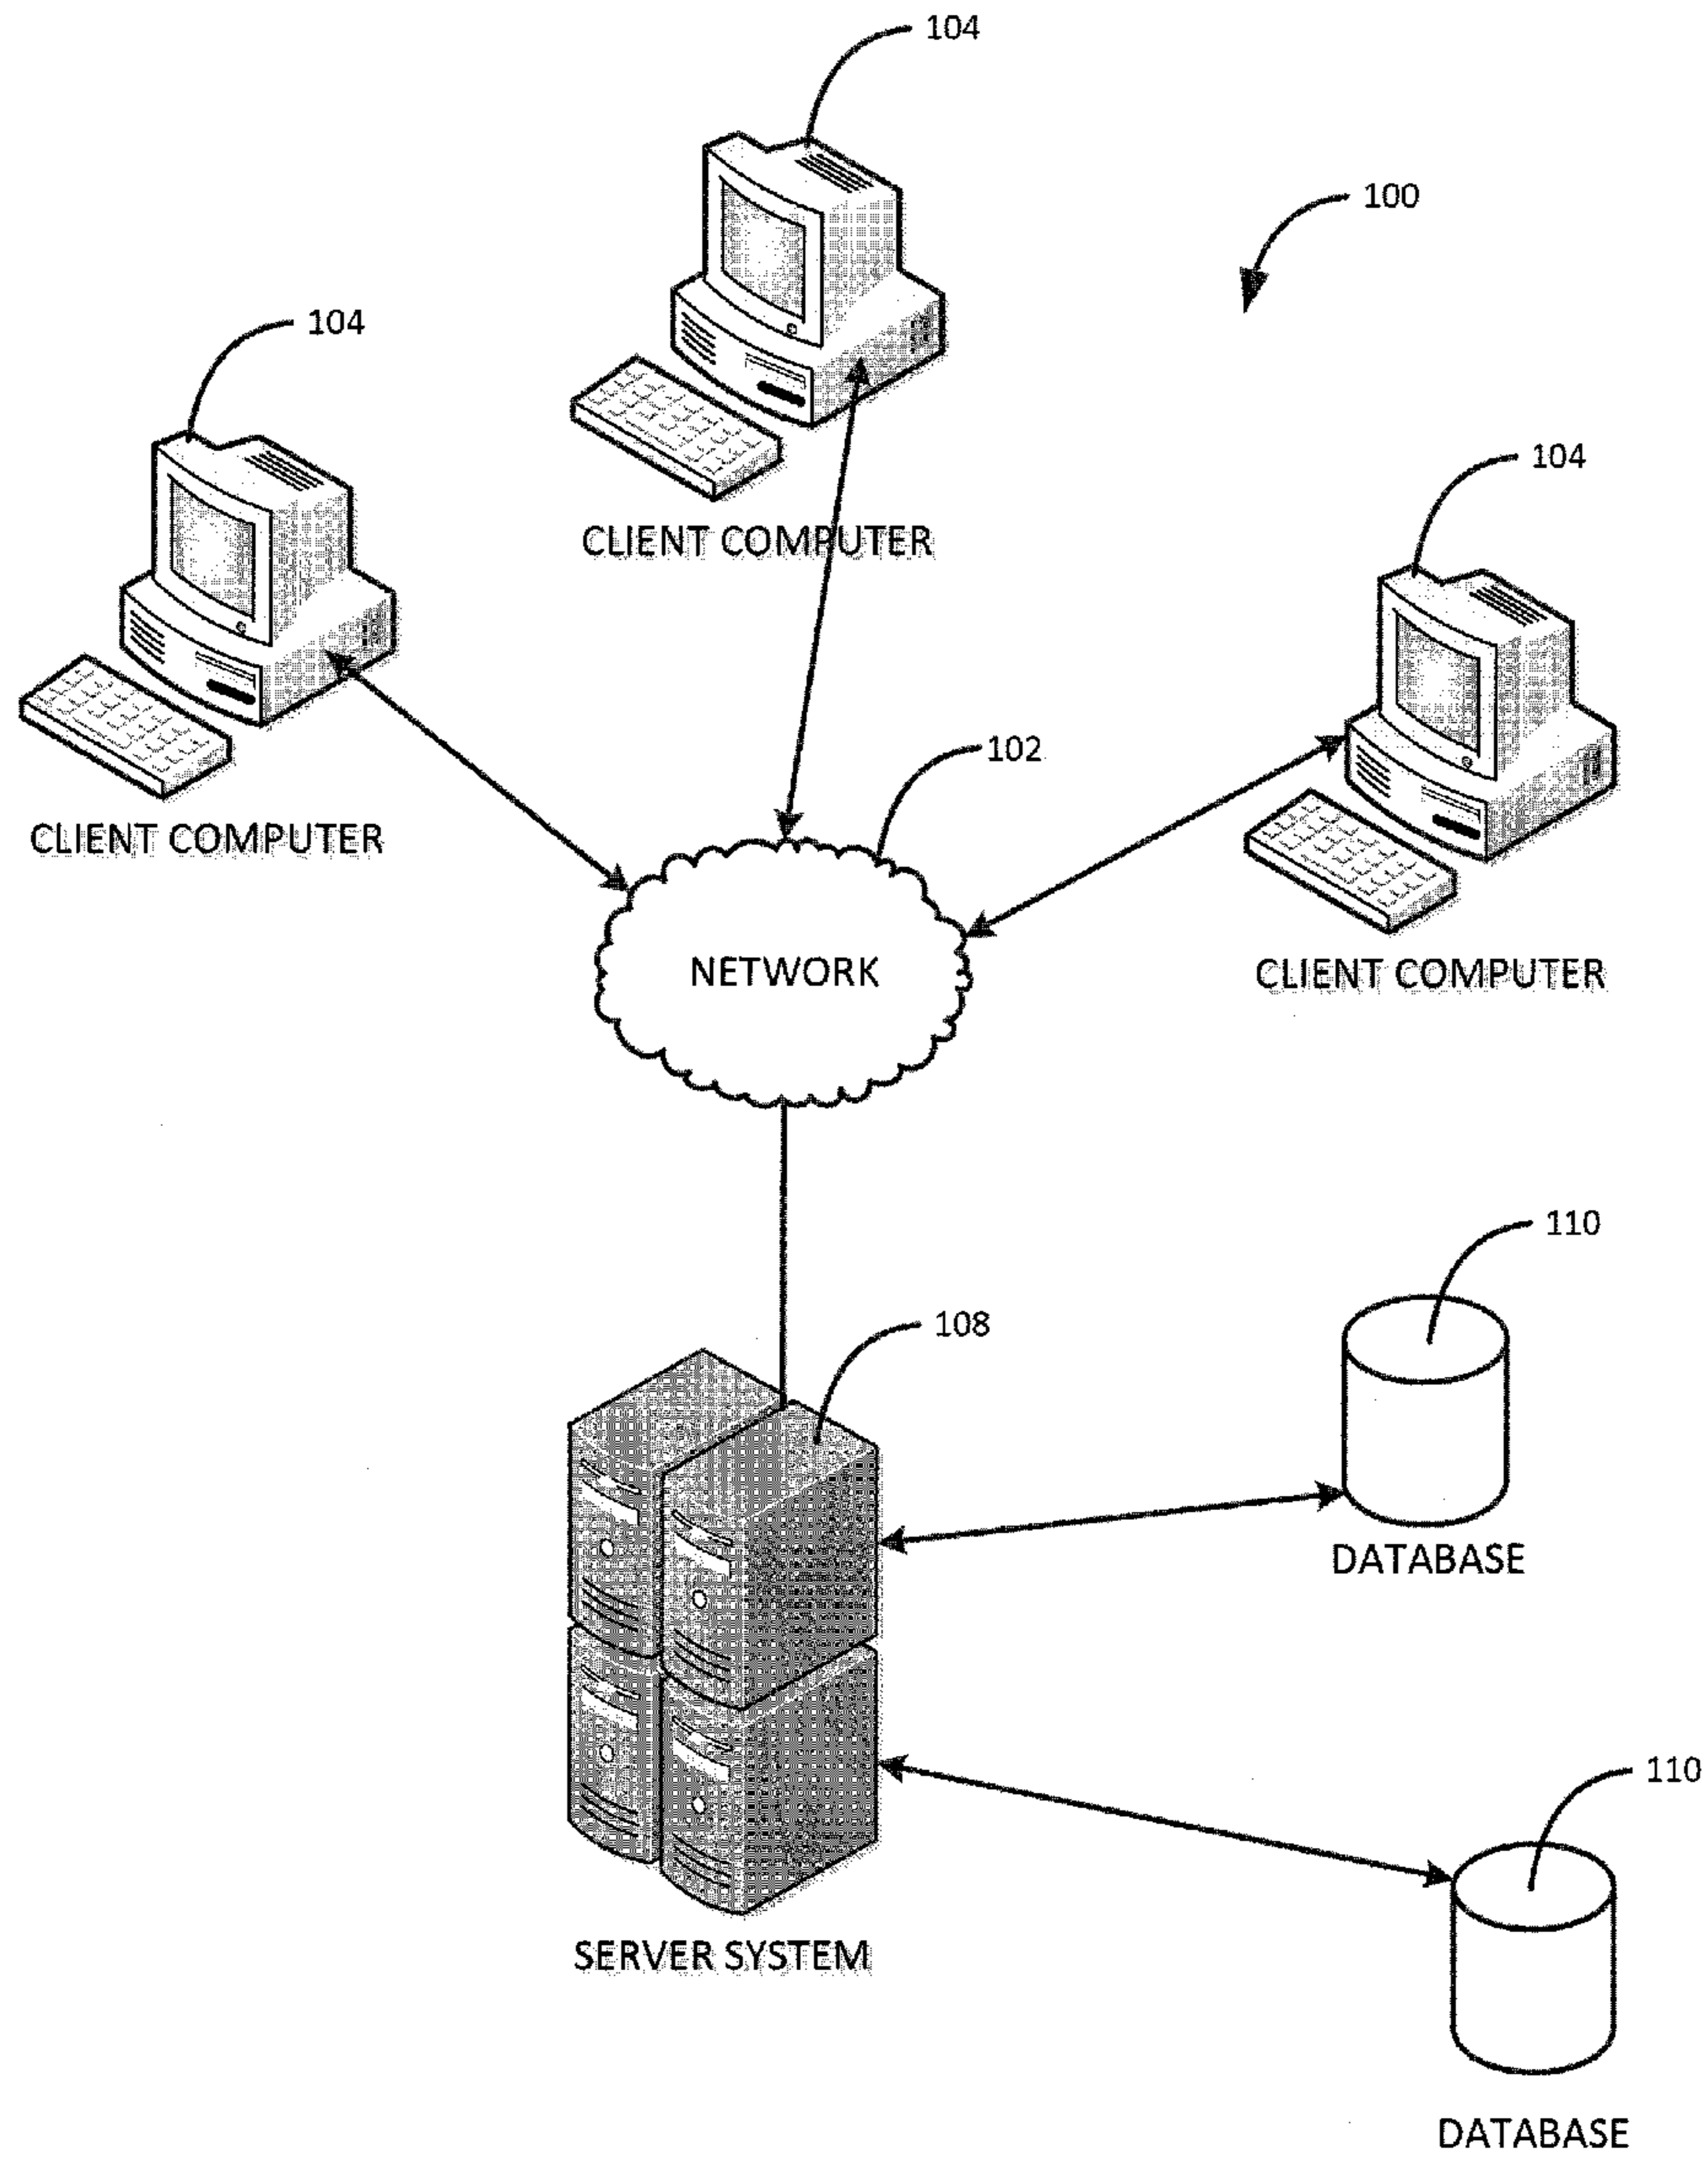 104
100
104
104
CLIENT COMPUTER
102
CLIENT COMPUTER
NETWORK
CLIENT COMPUTER
110
108
DATABASE
110
SERVER SYSTEM
DATABASE